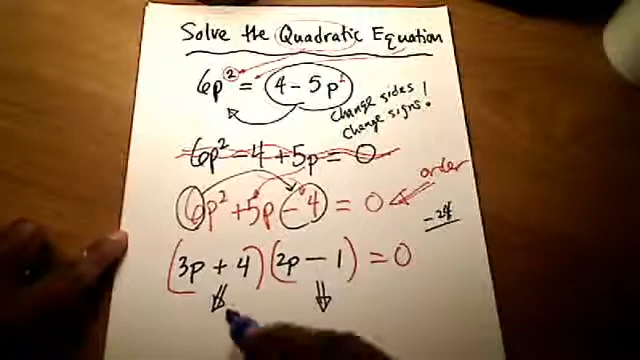 Solve the Quadratic Equation
6p² = 4 - 5p¹
change sides!
change signs!
6p² - 4 + 5p = 0
order
6p² + 5p - 4 = 0
-24
(3p + 4)(2p - 1) = 0